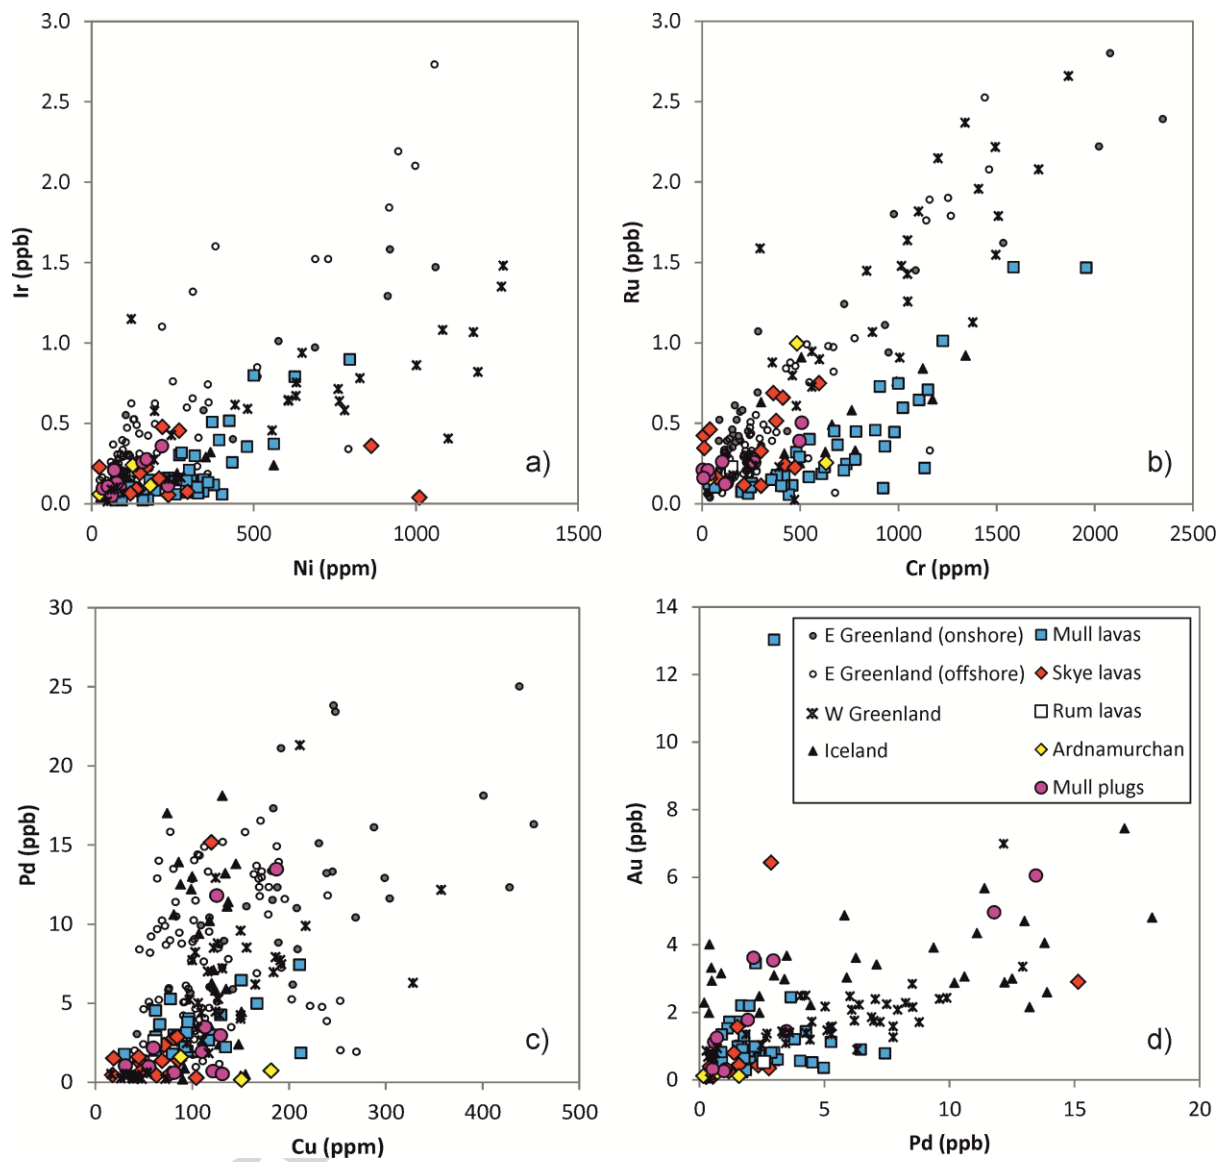 3.0
2.5
2.0
1.5
1.0
0.5
0.0
Ir (ppb)
0
500
1000
1500
Ni (ppm)
a)
3.0
2.5
2.0
1.5
1.0
0.5
0.0
Ru (ppb)
0
500
1000
1500
2000
2500
Cr (ppm)
b)
30
25
20
15
10
5
0
Pd (ppb)
0
100
200
300
400
500
Cu (ppm)
c)
14
12
10
8
6
4
2
0
Au (ppb)
0
5
10
15
20
Pd (ppb)
d)
E Greenland (onshore)
E Greenland (offshore)
W Greenland
Iceland
Mull lavas
Skye lavas
Rum lavas
Ardnamurchan
Mull plugs